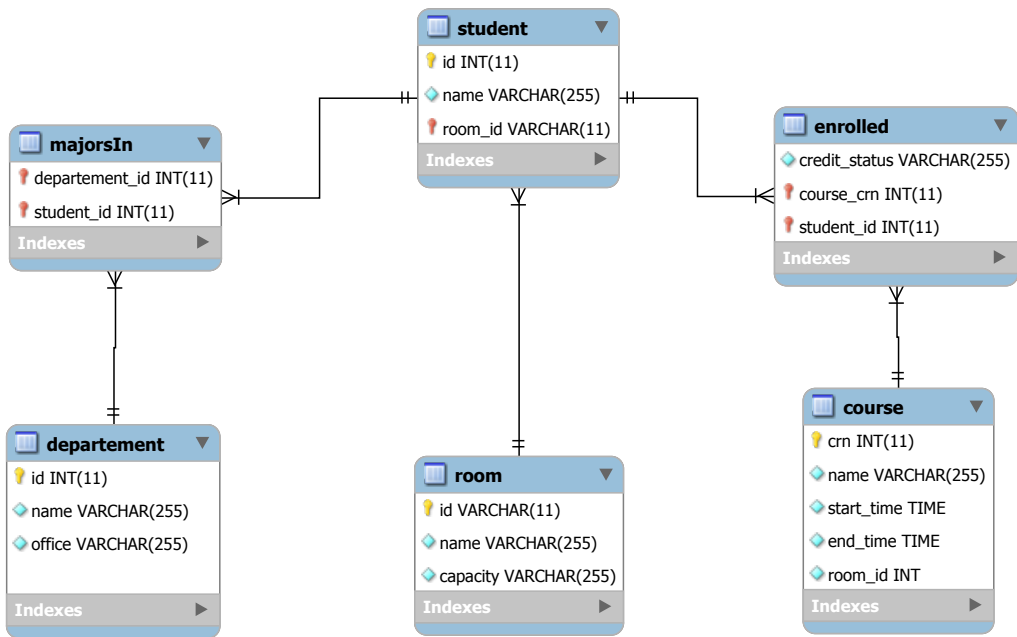 student
id INT(11)
name VARCHAR(255)
room_id VARCHAR(11)
Indexes
majorsIn
departement_id INT(11)
student_id INT(11)
Indexes
enrolled
credit_status VARCHAR(255)
course_crn INT(11)
student_id INT(11)
Indexes
departement
id INT(11)
name VARCHAR(255)
office VARCHAR(255)
Indexes
room
id VARCHAR(11)
name VARCHAR(255)
capacity VARCHAR(255)
Indexes
course
crn INT(11)
name VARCHAR(255)
start_time TIME
end_time TIME
room_id INT
Indexes